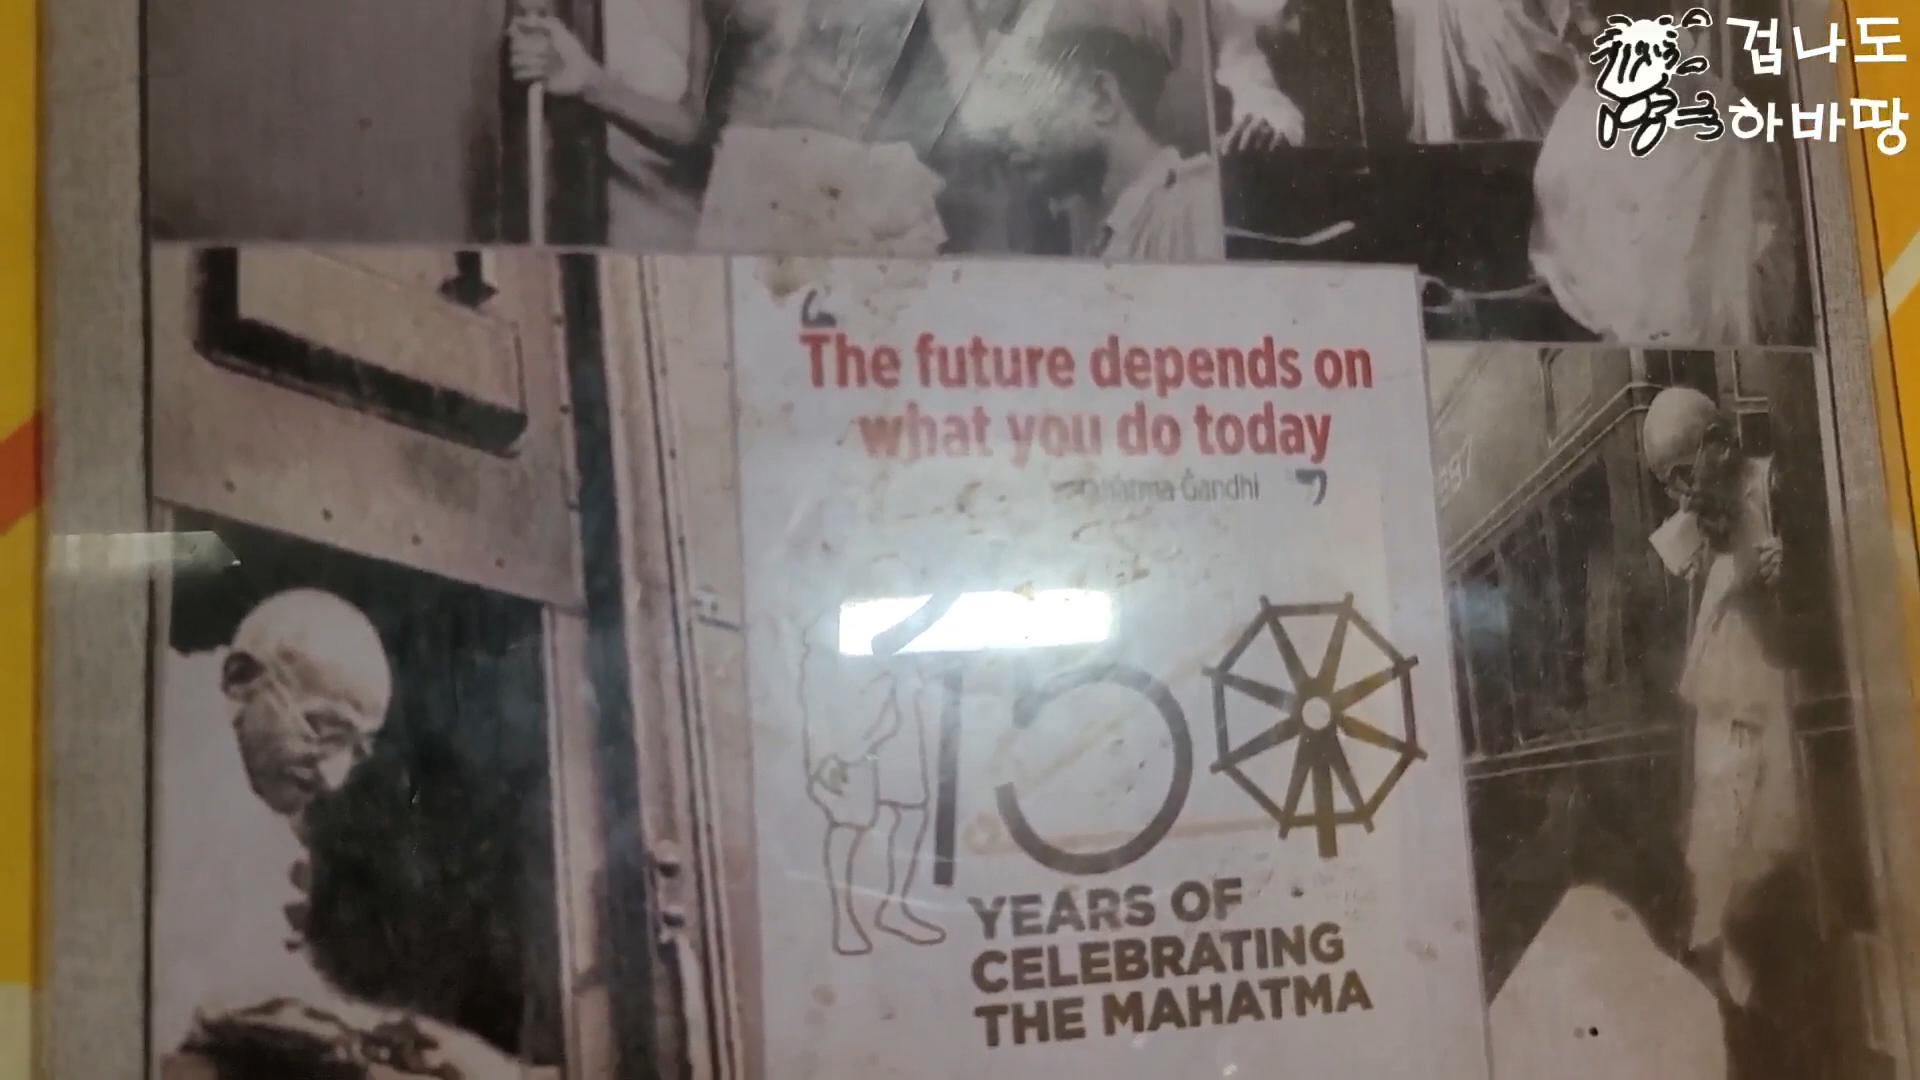 겁나도
하바땅
The future depends on
what you do today
Gandhi
150
YEARS OF
CELEBRATING
THE MAHATMA